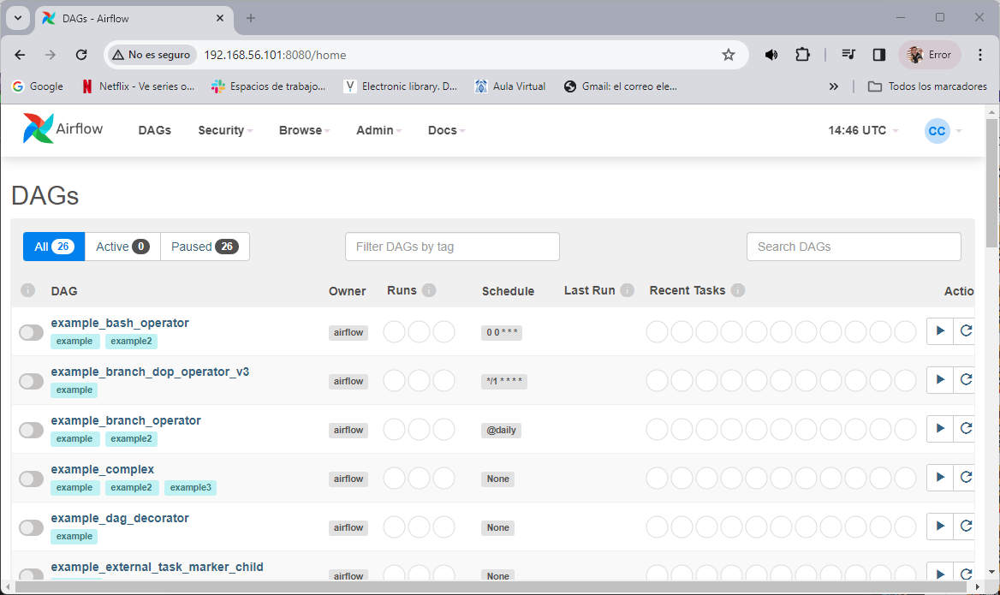 DAGs - Airflow
No es seguro 192.168.56.101:8080/home Error
Google Netflix - Ve series o... Espacios de trabajo... Electronic library. D... Aula Virtual Gmail: el correo ele... » Todos los marcadores
Airflow DAGs Security Browse Admin Docs 14:46 UTC CC
DAGs
All 26 Active 0 Paused 26 Filter DAGs by tag Search DAGs
DAG Owner Runs Schedule Last Run Recent Tasks Actio
example_bash_operator
example example2 airflow 0 0 * * *
example_branch_dop_operator_v3
example airflow */1 * * * *
example_branch_operator
example example2 airflow @daily
example_complex
example example2 example3 airflow None
example_dag_decorator
example airflow None
example_external_task_marker_child
airflow None